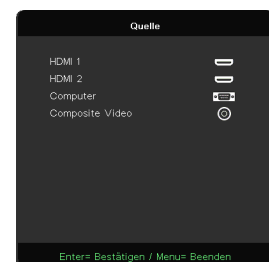 Quelle
HDMI 1
HDMI 2
Computer
Composite Video
Enter= Bestätigen / Menu= Beenden